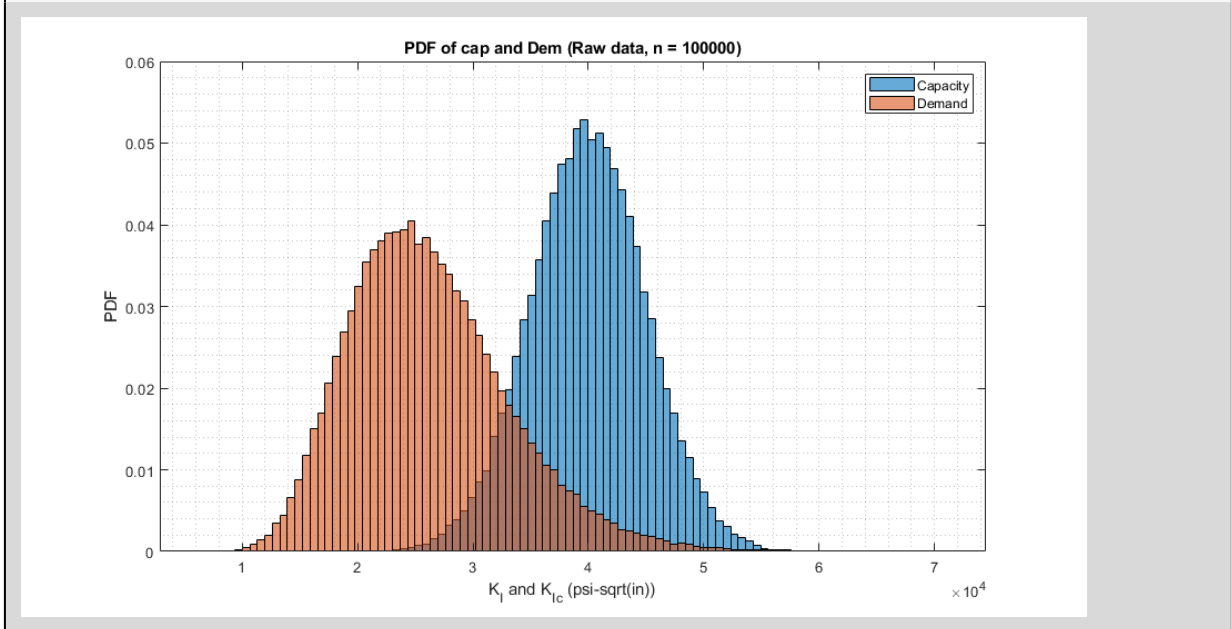 PDF of cap and Dem (Raw data, n = 100000)
Capacity
Demand
PDF
0.06
0.05
0.04
0.03
0.02
0.01
0
1 2 3 4 5 6 7
K_I and K_Ic (psi-sqrt(in))
×10^4